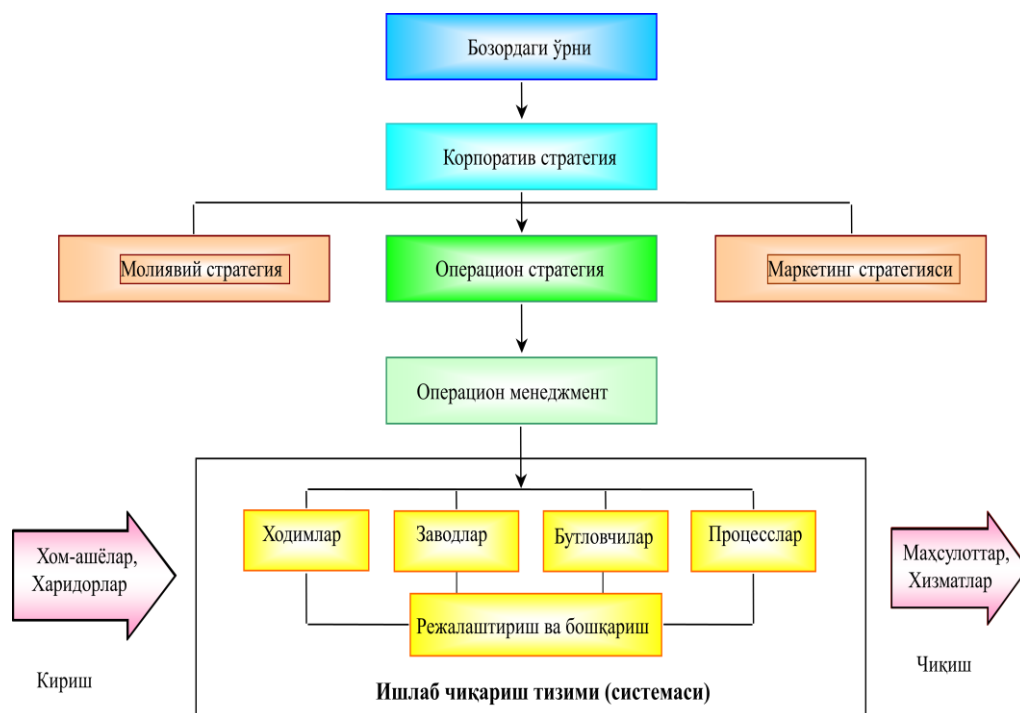 Бозордаги ўрни
Корпоратив стратегия
Молиявий стратегия
Операцион стратегия
Маркетинг стратегияси
Операцион менеджмент
Хом-ашёлар,
Харидорлар
Ходимлар
Заводлар
Бутловчилар
Процесслар
Маҳсулоттар,
Хизматлар
Режалаштириш ва бошқариш
Кириш
Чиқиш
Ишлаб чиқариш тизими (системаси)